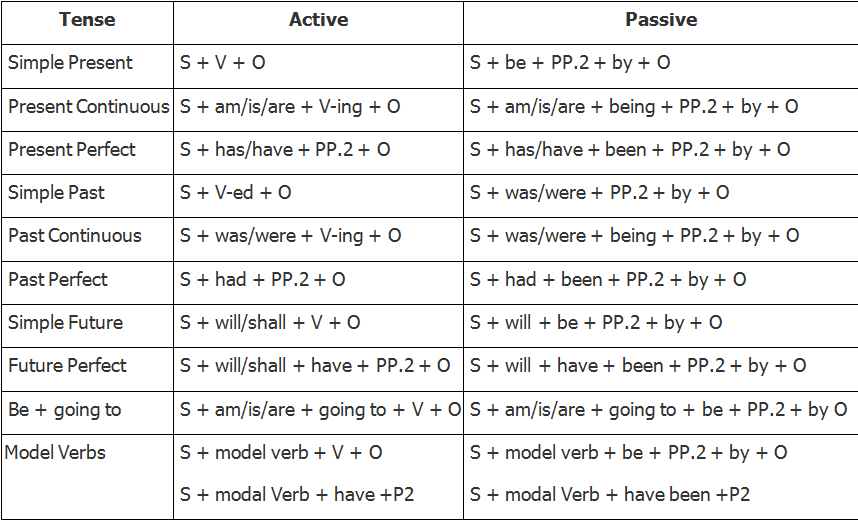 Tense Active Passive
Simple Present S + V + O S + be + PP.2 + by + O
Present Continuous S + am/is/are + V-ing + O S + am/is/are + being + PP.2 + by + O
Present Perfect S + has/have + PP.2 + O S + has/have + been + PP.2 + by + O
Simple Past S + V-ed + O S + was/were + PP.2 + by + O
Past Continuous S + was/were + V-ing + O S + was/were + being + PP.2 + by + O
Past Perfect S + had + PP.2 + O S + had + been + PP.2 + by + O
Simple Future S + will/shall + V + O S + will + be + PP.2 + by + O
Future Perfect S + will/shall + have + PP.2 + O S + will + have + been + PP.2 + by + O
Be + going to S + am/is/are + going to + V + O S + am/is/are + going to + be + PP.2 + by O
Model Verbs S + model verb + V + O S + model verb + be + PP.2 + by + O
S + modal Verb + have +P2 S + modal Verb + have been +P2